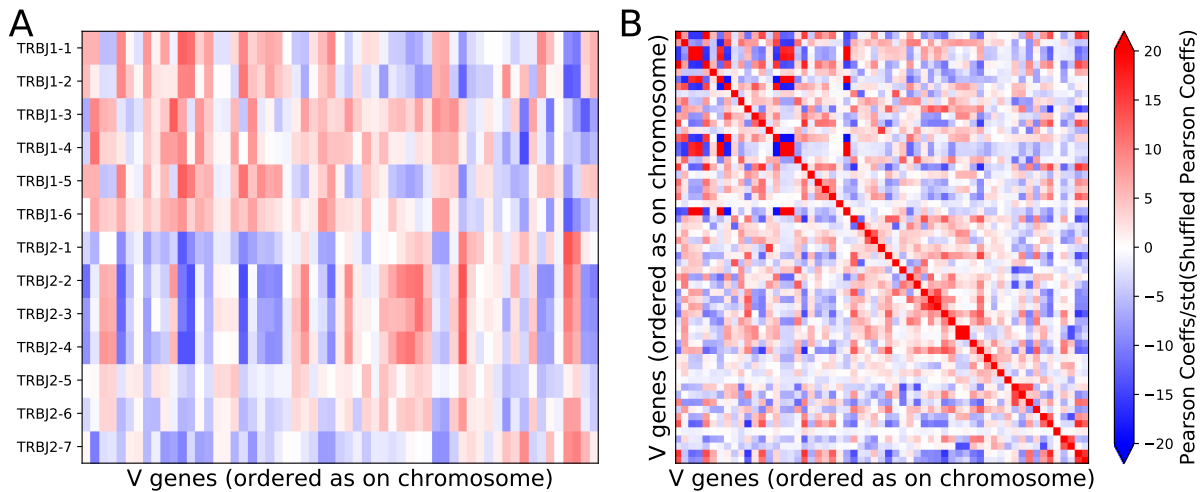 A
TRBJ1-1
TRBJ1-2
TRBJ1-3
TRBJ1-4
TRBJ1-5
TRBJ1-6
TRBJ2-1
TRBJ2-2
TRBJ2-3
TRBJ2-4
TRBJ2-5
TRBJ2-6
TRBJ2-7
V genes (ordered as on chromosome)
B
V genes (ordered as on chromosome)
V genes (ordered as on chromosome)
20
15
10
5
0
−5
−10
−15
−20
Pearson Coeffs/std(Shuffled Pearson Coeffs)